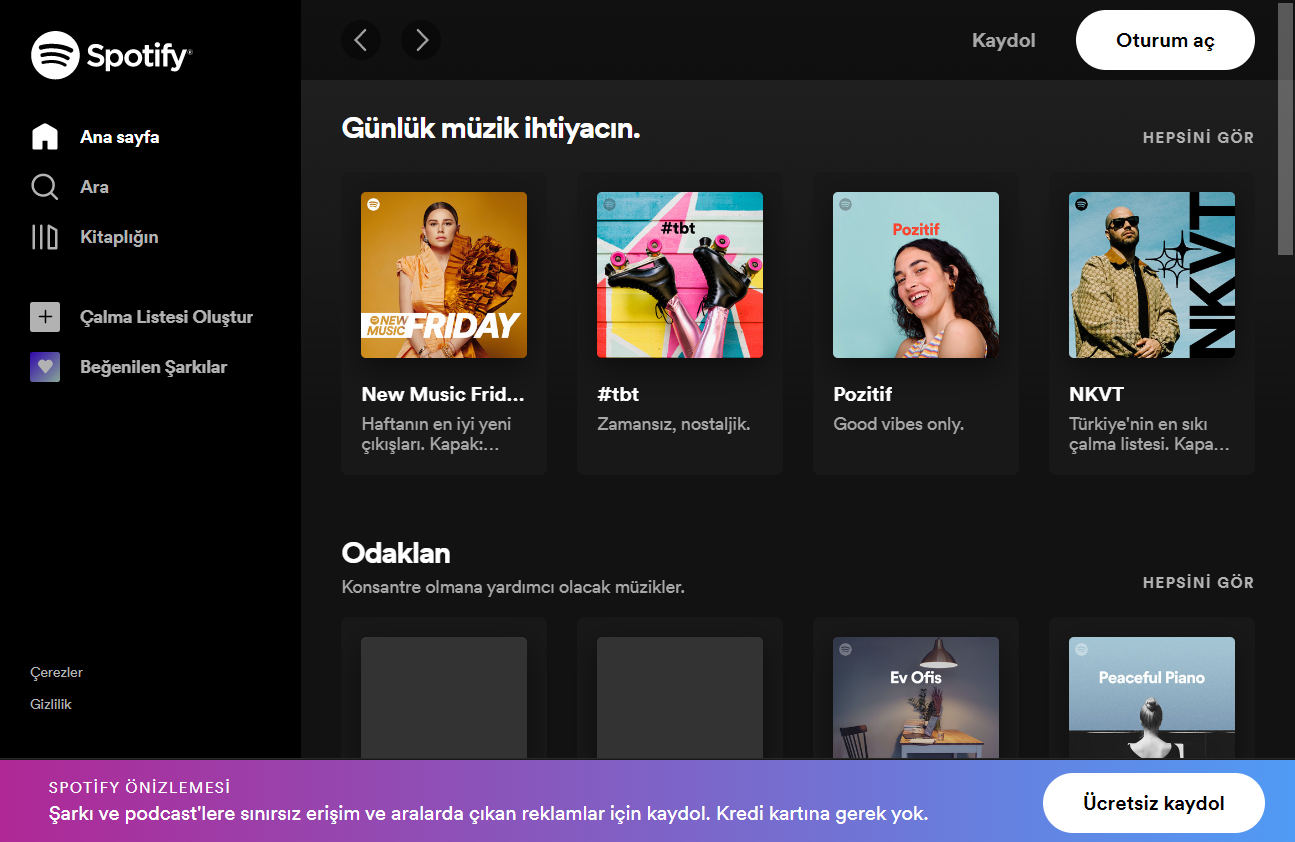 Spotify
Ana sayfa
Ara
Kitaplığın
Çalma Listesi Oluştur
Beğenilen Şarkılar
Çerezler
Gizlilik
Kaydol
Oturum aç
Günlük müzik ihtiyacın.
HEPSİNİ GÖR
NEW MUSIC FRIDAY
#tbt
Pozitif
NKVT
New Music Frid...
Haftanın en iyi yeni
çıkışları. Kapak:...
#tbt
Zamansız, nostaljik.
Pozitif
Good vibes only.
NKVT
Türkiye'nin en sıkı
çalma listesi. Kapa...
Odaklan
Konsantre olmana yardımcı olacak müzikler.
HEPSİNİ GÖR
Ev Ofis
Peaceful Piano
SPOTİFY ÖNİZLEMESİ
Şarkı ve podcast'lere sınırsız erişim ve aralarda çıkan reklamlar için kaydol. Kredi kartına gerek yok.
Ücretsiz kaydol